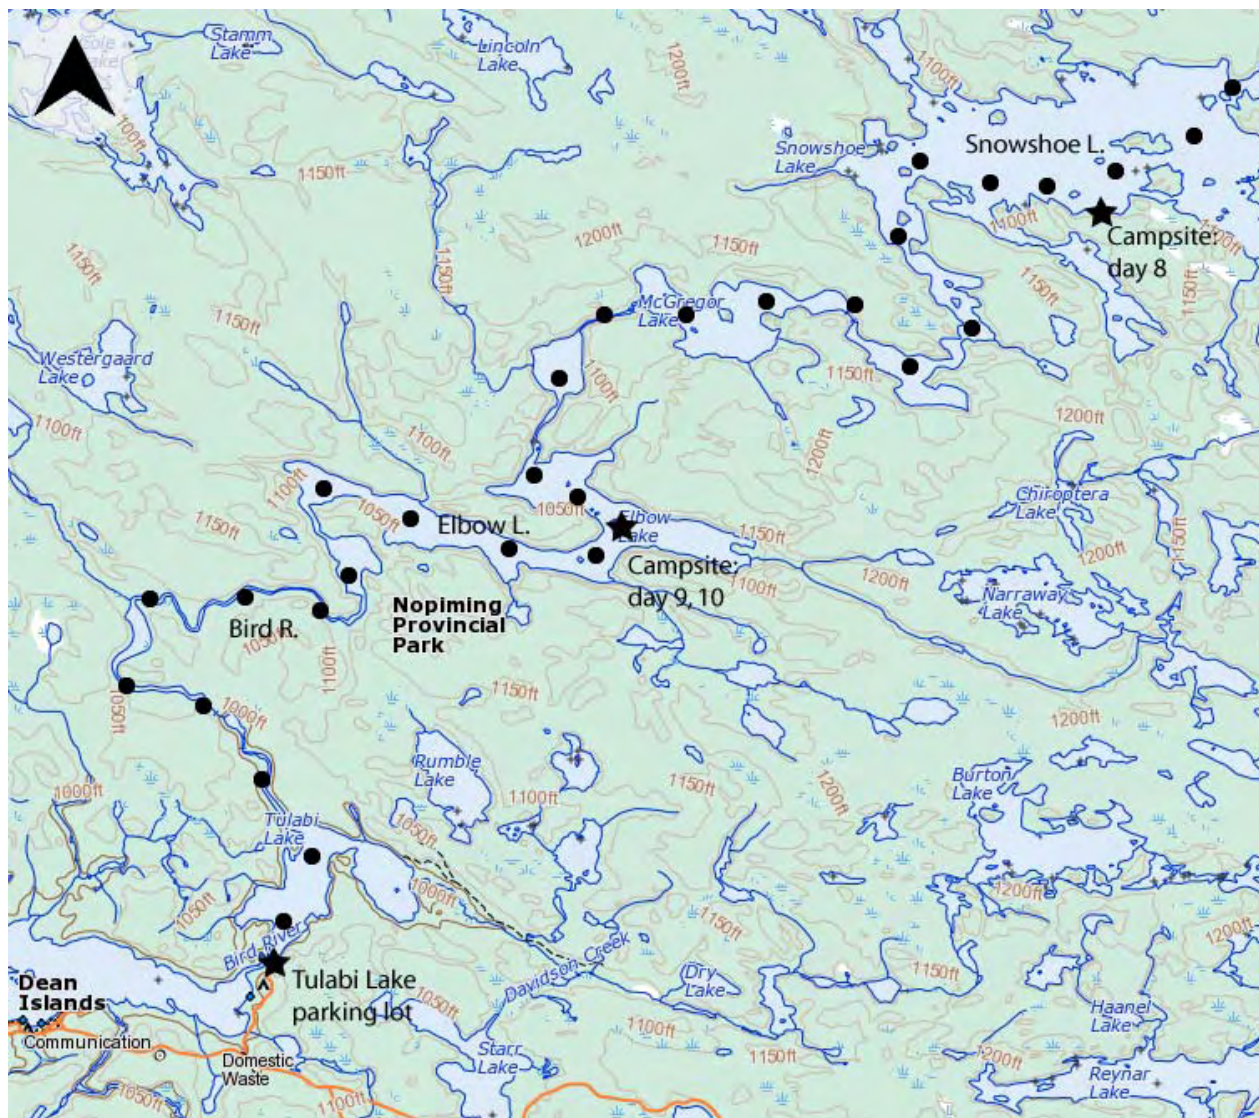 Stamm
Lake
Lincoln
Lake
1200ft
1100ft
Snowshoe L.
Snowshoe
Lake
100ft
1150ft
1100ft
1100ft
Campsite:
day 8
1200ft
1150ft
1150ft
1150ft
1150ft
1150ft
McGregor
Lake
1150ft
Westergaard
Lake
1100ft
1150ft
1200ft
1100ft
1100ft
1200ft
1100ft
1050ft
Elbow L.
1050ft
Elbow
Lake
1150ft
Chiroptera
Lake
1150ft
1150ft
1200ft
Campsite:
day 9, 10
1100ft
1200ft
Narraway
Lake
Nopiming
Provincial
Park
Bird R.
1050ft
1100ft
1050ft
1000ft
1150ft
1200ft
Rumble
Lake
1150ft
1200ft
Burton
Lake
1000ft
1100ft
Tulabi
Lake
1050ft
1000ft
1200ft
1050ft
1150ft
1200ft
Bird River
Davidson Creek
Dry
Lake
1150ft
Tulabi Lake
parking lot
Dean
Islands
1050ft
Haanel
Lake
Communication
1100ft
Domestic
Waste
Starr
Lake
1150ft
1200ft
Reynar
Lake
1050ft
1100ft